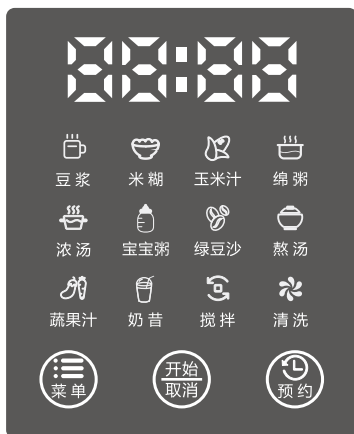 88:88
豆浆 米糊 玉米汁 绵粥
浓汤 宝宝粥 绿豆沙 熬汤
蔬果汁 奶昔 搅拌 清洗
菜单 开始 预约
取消